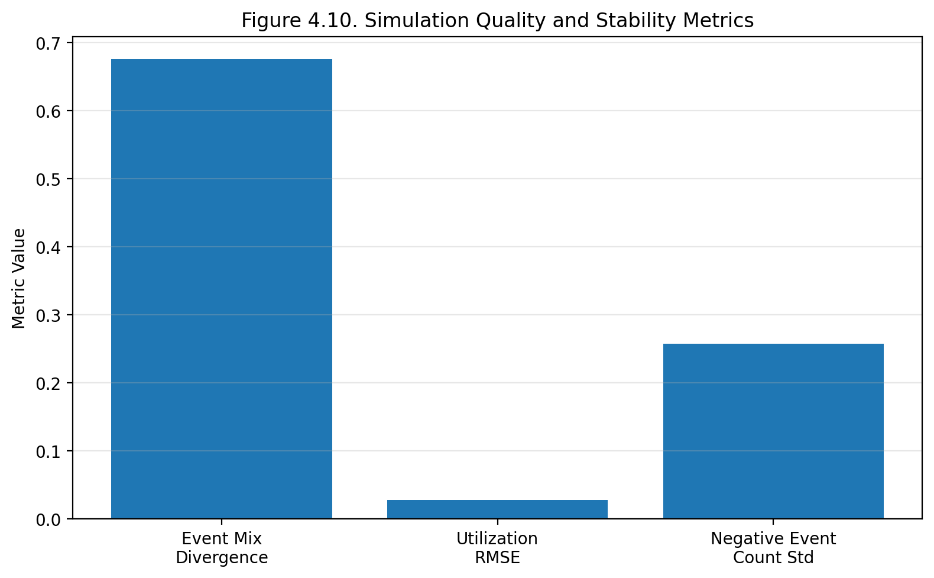 Figure 4.10. Simulation Quality and Stability Metrics
Metric Value
0.7
0.6
0.5
0.4
0.3
0.2
0.1
0.0
Event Mix
Divergence
Utilization
RMSE
Negative Event
Count Std